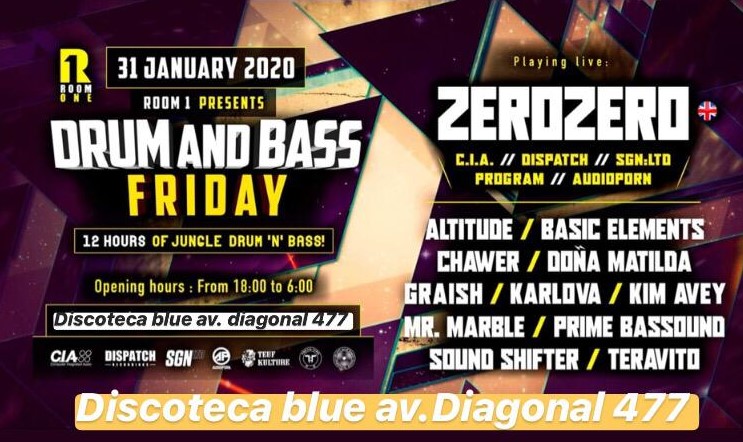 ROOM
ONE
31 JANUARY 2020
ROOM 1 PRESENTS
DRUM AND BASS
FRIDAY
12 HOURS OF JUNGLE DRUM 'N' BASS!
Opening hours : From 18:00 to 6:00
Discoteca blue av. diagonal 477
C.I.A
DISPATCH
RECORDINGS
SGN
TEUF
KULTURE
Playing live:
ZEROZERO
C.I.A. // DISPATCH // SGN:LTD
PROGRAM // AUDIOPORN
ALTITUDE / BASIC ELEMENTS
CHAWER / DOÑA MATILDA
GRAISH / KARLOVA / KIM AVEY
MR. MARBLE / PRIME BASSOUND
SOUND SHIFTER / TERAVITO
Discoteca blue av.Diagonal 477